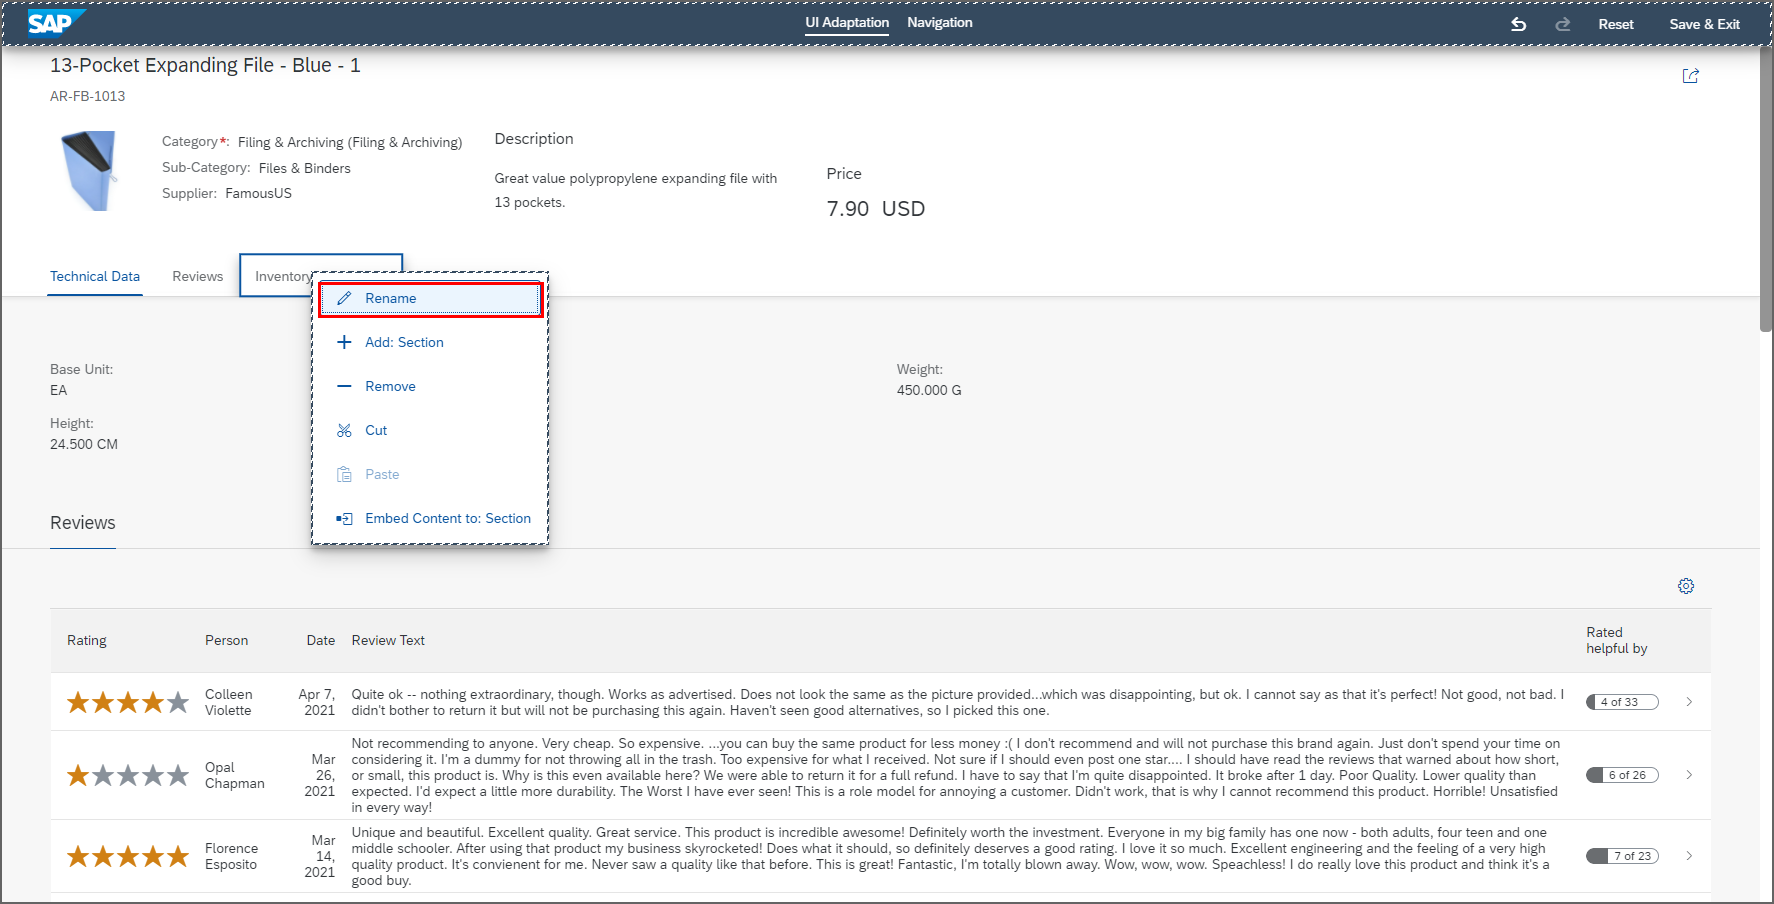 SAP
UI Adaptation
Navigation
Reset
Save & Exit
13-Pocket Expanding File - Blue - 1
AR-FB-1013
Category*: Filing & Archiving (Filing & Archiving)
Sub-Category: Files & Binders
Supplier: FamousUS
Description
Great value polypropylene expanding file with
13 pockets.
Price
7.90 USD
Technical Data
Reviews
Inventory
Rename
Add: Section
Remove
Cut
Paste
Embed Content to: Section
Base Unit:
EA
Height:
24.500 CM
Weight:
450.000 G
Reviews
Rating
Person
Date
Review Text
Rated
helpful by
Colleen
Violette
Apr 7,
2021
Quite ok -- nothing extraordinary, though. Works as advertised. Does not look the same as the picture provided...which was disappointing, but ok. I cannot say as that it's perfect! Not good, not bad. I
didn't bother to return it but will not be purchasing this again. Haven't seen good alternatives, so I picked this one.
4 of 33
Opal
Chapman
Mar
26,
2021
Not recommending to anyone. Very cheap. So expensive. ...you can buy the same product for less money :( I don't recommend and will not purchase this brand again. Just don't spend your time on
considering it. I'm a dummy for not throwing all in the trash. Too expensive for what I received. Not sure if I should even post one star.... I should have read the reviews that warned about how short,
or small, this product is. Why is this even available here? We were able to return it for a full refund. I have to say that I'm quite disappointed. It broke after 1 day. Poor Quality. Lower quality than
expected. I'd expect a little more durability. The Worst I have ever seen! This is a role model for annoying a customer. Didn't work, that is why I cannot recommend this product. Horrible! Unsatisfied
in every way!
6 of 26
Florence
Esposito
Mar
14,
2021
Unique and beautiful. Excellent quality. Great service. This product is incredible awesome! Definitely worth the investment. Everyone in my big family has one now - both adults, four teen and one
middle schooler. After using that product my business skyrocketed! Does what it should, so definitely deserves a good rating. I love it so much. Excellent engineering and the feeling of a very high
quality product. It's convienent for me. Never saw a quality like that before. This is great! Fantastic, I'm totally blown away. Wow, wow, wow. Speachless! I do really love this product and think it's a
good buy.
7 of 23